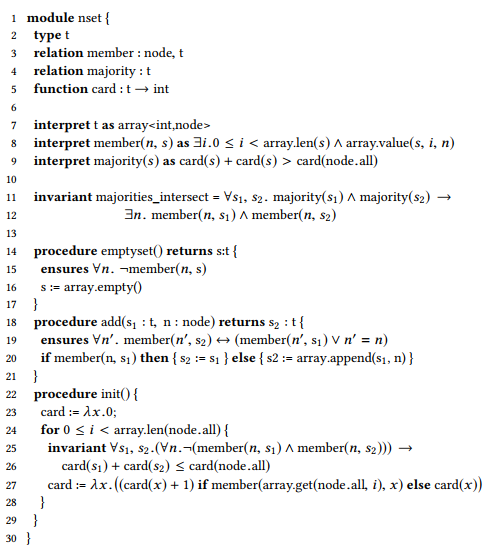 1 module nset {
2 type t
3 relation member : node, t
4 relation majority : t
5 function card : t → int
6
7 interpret t as array<int,node>
8 interpret member(n, s) as ∃i.0 ≤ i < array.len(s) ∧ array.value(s, i, n)
9 interpret majority(s) as card(s) + card(s) > card(node.all)
10
11 invariant majorities_intersect = ∀s₁, s₂. majority(s₁) ∧ majority(s₂) →
12 ∃n. member(n, s₁) ∧ member(n, s₂)
13
14 procedure emptyset() returns s:t {
15 ensures ∀n. ¬member(n, s)
16 s := array.empty()
17 }
18 procedure add(s₁ : t, n : node) returns s₂ : t {
19 ensures ∀n′. member(n′, s₂) ↔ (member(n′, s₁) ∨ n′ = n)
20 if member(n, s₁) then { s₂ := s₁ } else { s2 := array.append(s₁, n) }
21 }
22 procedure init() {
23 card := λx.0;
24 for 0 ≤ i < array.len(node.all) {
25 invariant ∀s₁, s₂.(∀n.¬(member(n, s₁) ∧ member(n, s₂))) →
26 card(s₁) + card(s₂) ≤ card(node.all)
27 card := λx.((card(x) + 1) if member(array.get(node.all, i), x) else card(x))
28 }
29 }
30 }